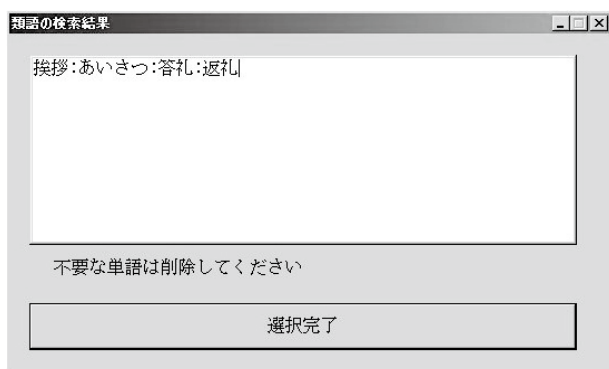 類語の検索結果
挨拶:あいさつ:答礼:返礼
不要な単語は削除してください
選択完了